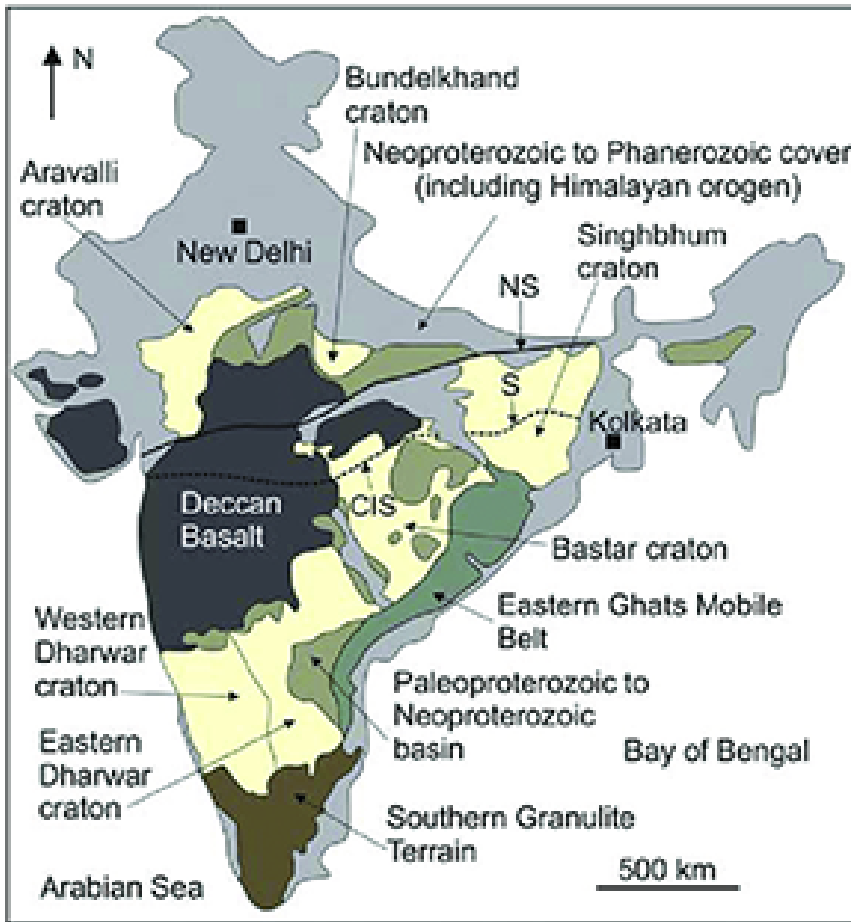 N
Bundelkhand
craton
Neoproterozoic to Phanerozoic cover
(including Himalayan orogen)
Aravalli
craton
Singhbhum
craton
New Delhi
NS
S
Kolkata
Deccan
Basalt
CIS
Bastar craton
Eastern Ghats Mobile
Belt
Western
Dharwar
craton
Paleoproterozoic to
Neoproterozoic
basin
Eastern
Dharwar
craton
Bay of Bengal
Southern Granulite
Terrain
500 km
Arabian Sea